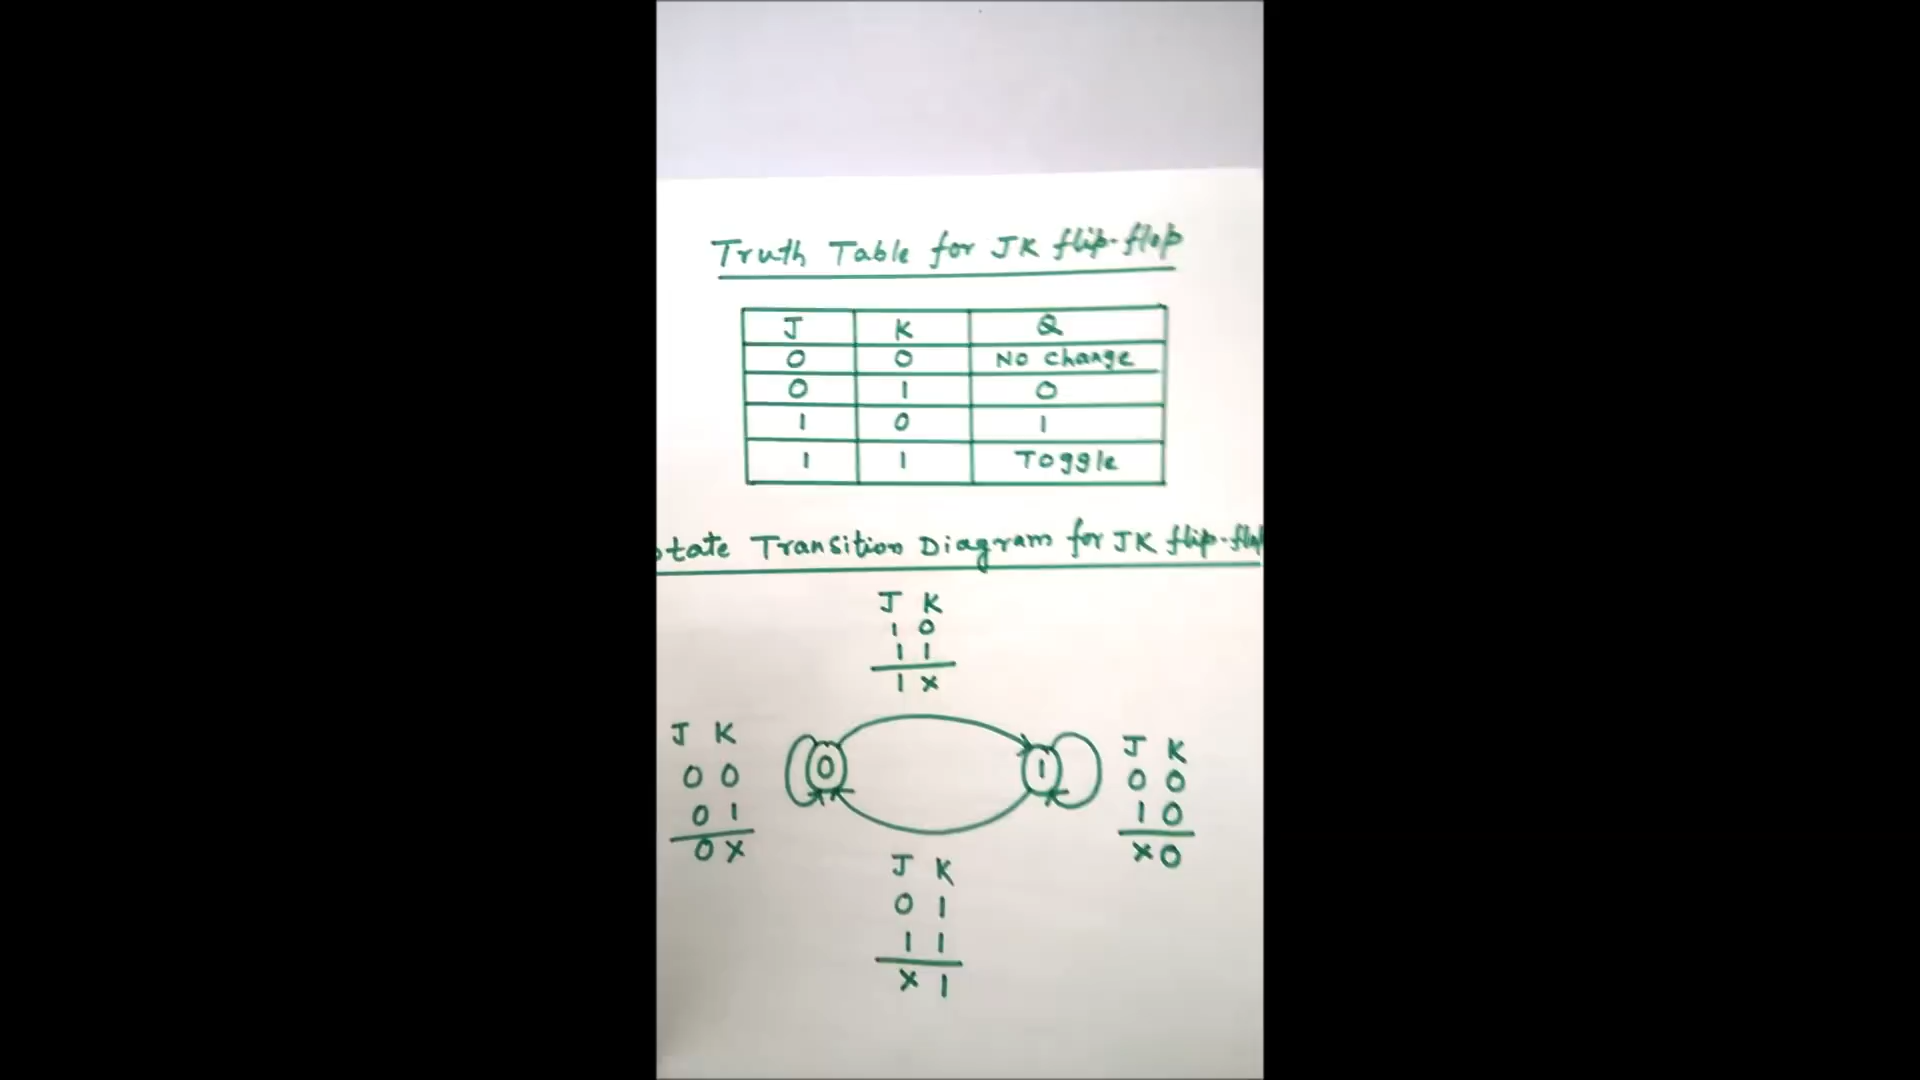 Truth Table for JK flip-flop
J K Q
0 0 No change
0 1 0
1 0 1
1 1 Toggle
tate Transition Diagram for JK flip-flo
J K
1 0
1 1
1 x
J K
0 0
0 1
0 x
0
1
J K
0 0
1 0
x 0
J K
0 1
1 1
x 1